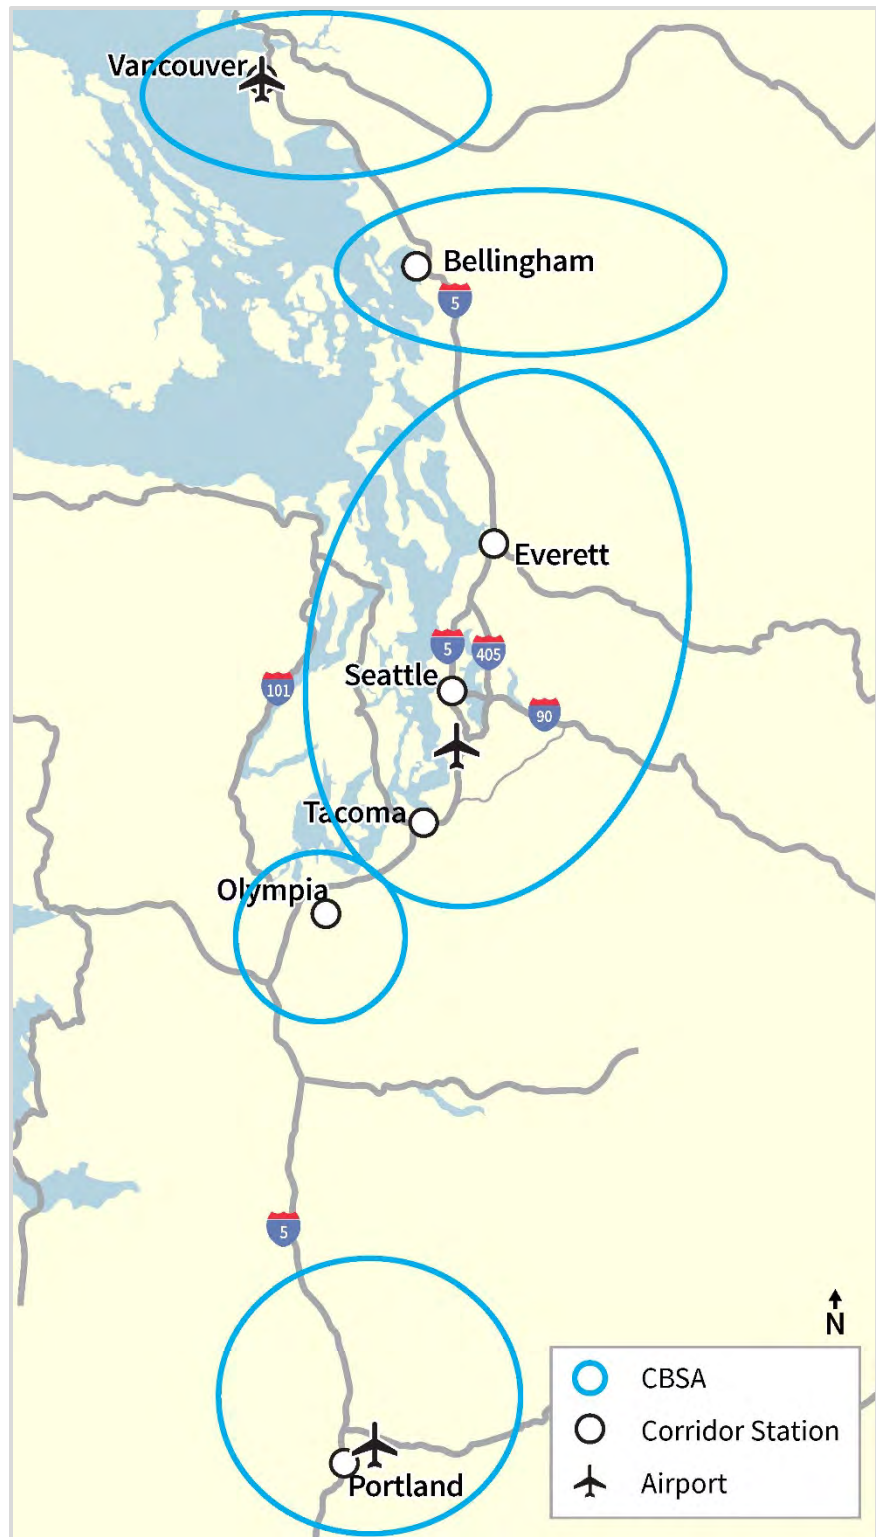 Vancouver
Bellingham
5
Everett
5
405
Seattle
101
90
Tacoma
Olympia
5
N
CBSA
Corridor Station
Airport
Portland